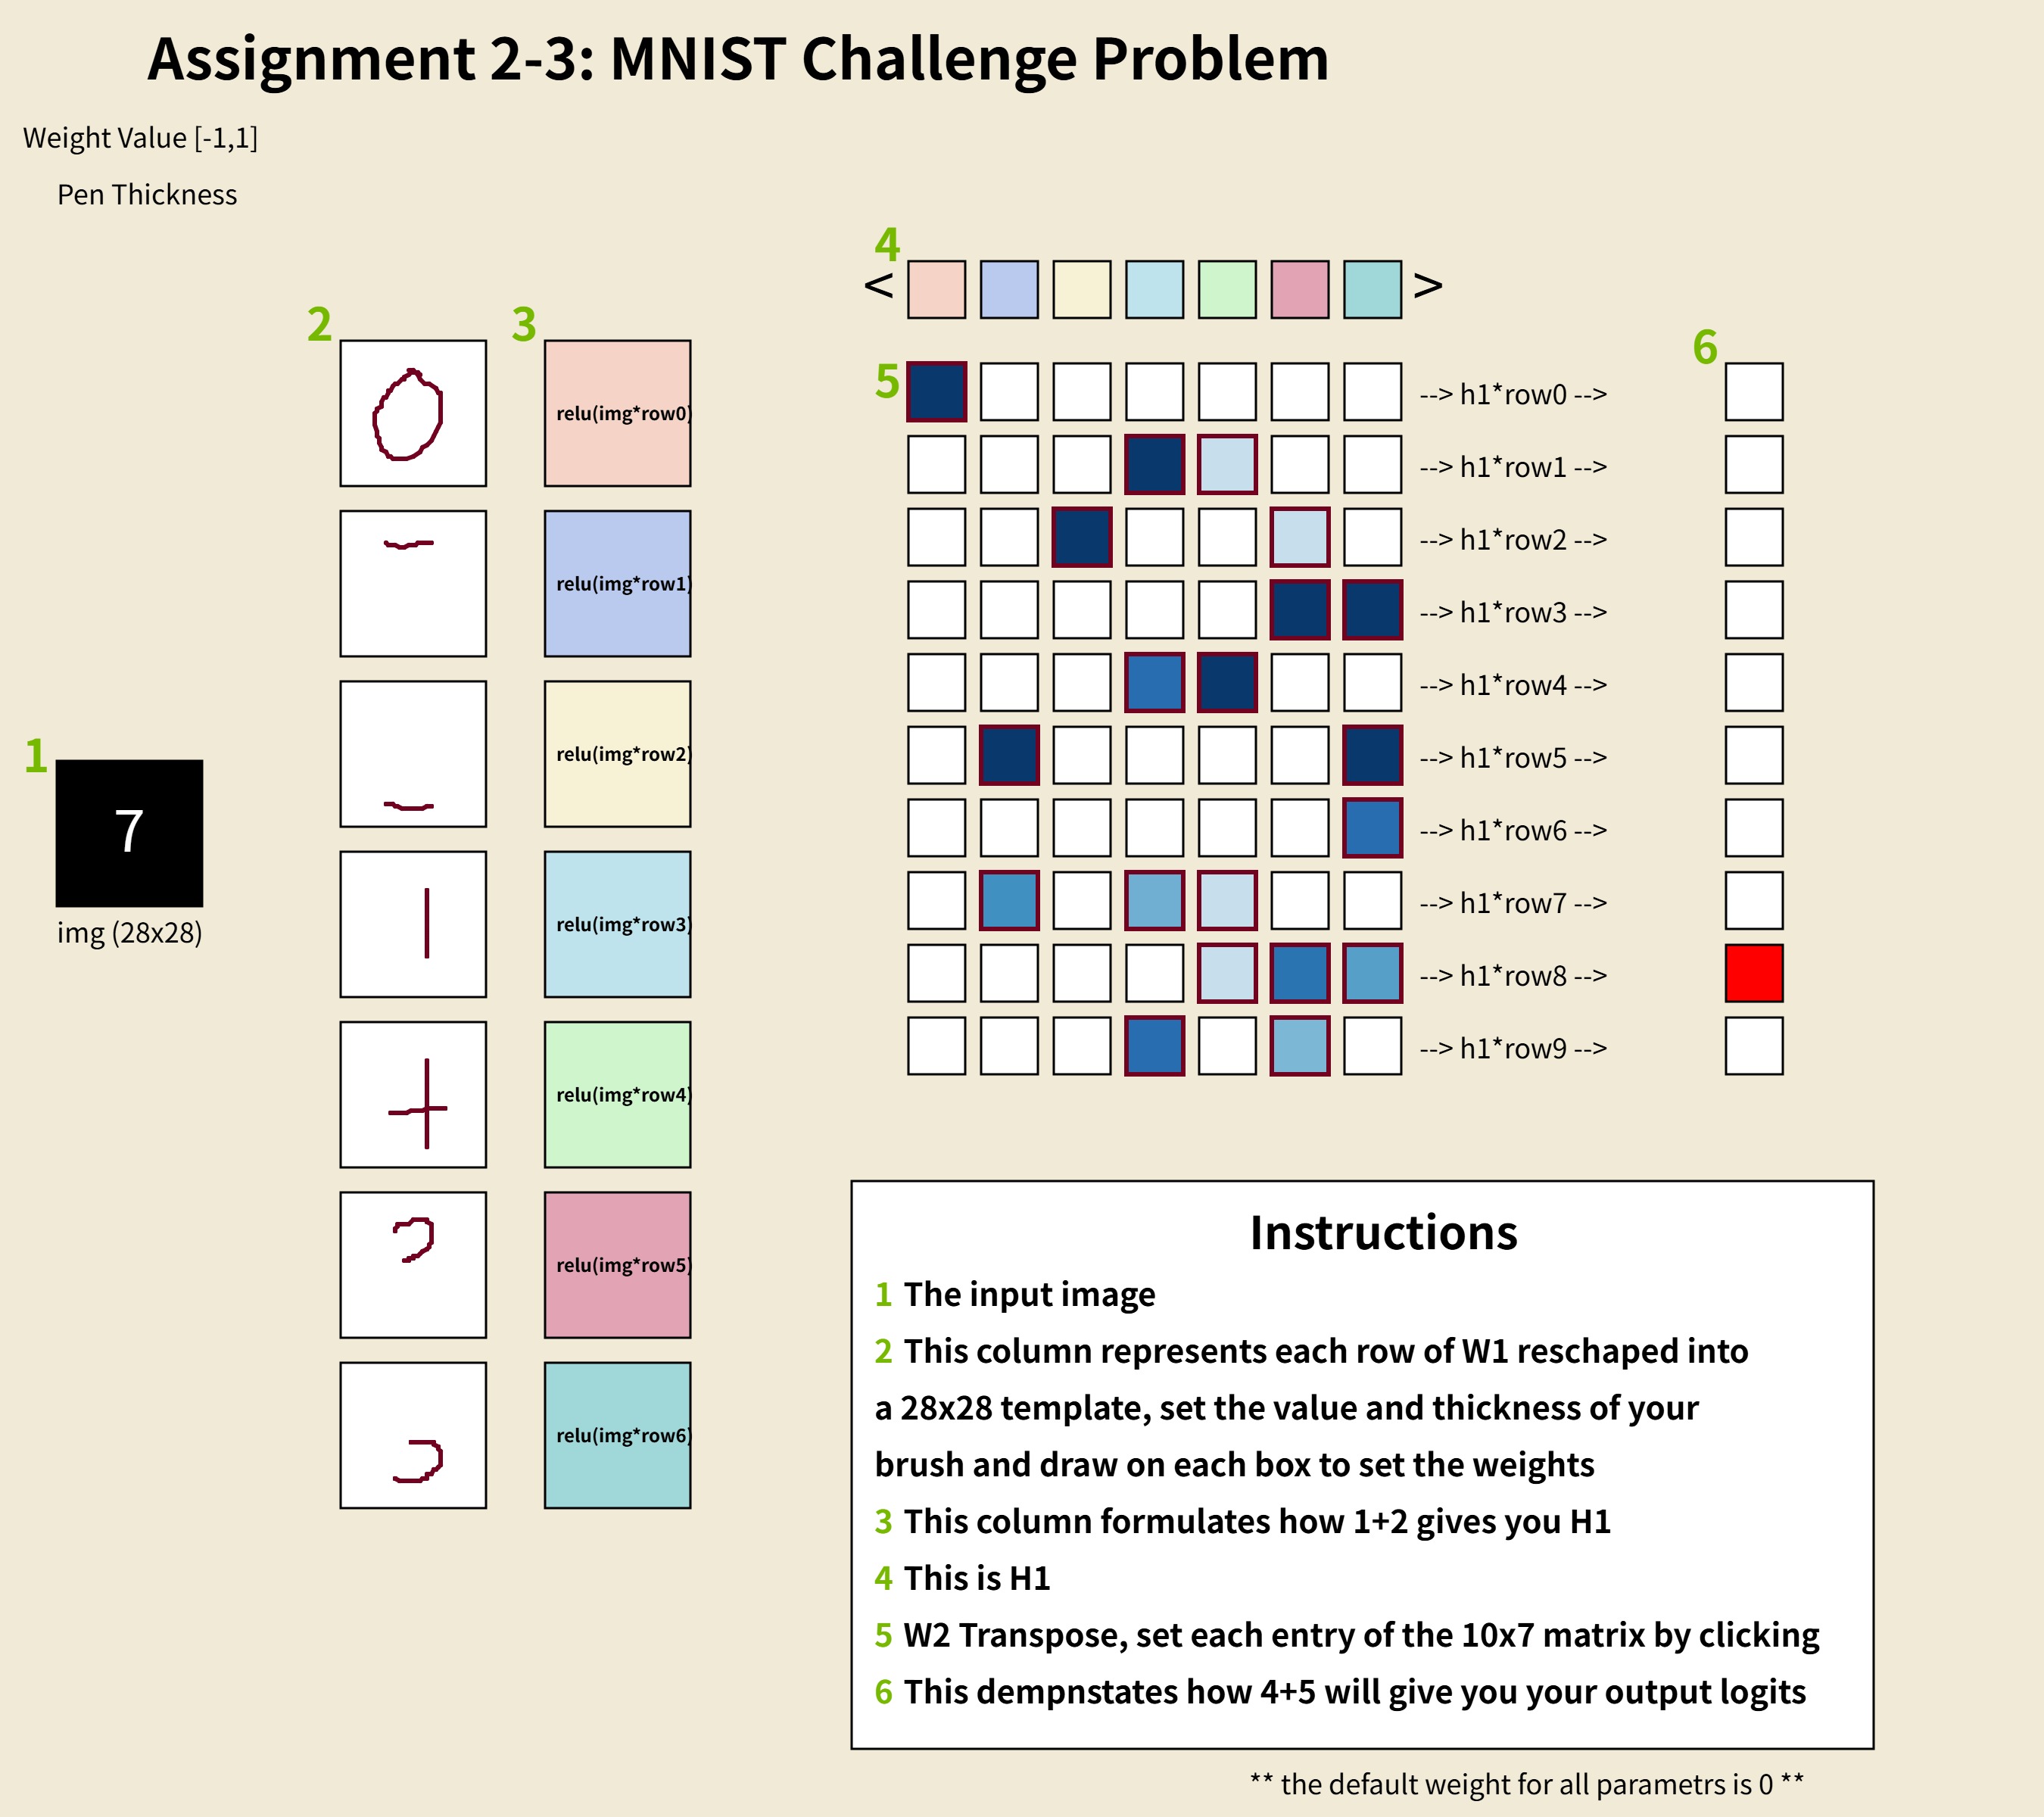 Assignment 2-3: MNIST Challenge Problem
Weight Value [-1,1]
Pen Thickness
4
< >
2 3
6
5
relu(img*row0)
relu(img*row1)
relu(img*row2)
relu(img*row3)
relu(img*row4)
relu(img*row5)
relu(img*row6)
1
7
img (28x28)
--> h1*row0 -->
--> h1*row1 -->
--> h1*row2 -->
--> h1*row3 -->
--> h1*row4 -->
--> h1*row5 -->
--> h1*row6 -->
--> h1*row7 -->
--> h1*row8 -->
--> h1*row9 -->
Instructions
1 The input image
2 This column represents each row of W1 reschaped into
a 28x28 template, set the value and thickness of your
brush and draw on each box to set the weights
3 This column formulates how 1+2 gives you H1
4 This is H1
5 W2 Transpose, set each entry of the 10x7 matrix by clicking
6 This dempnstates how 4+5 will give you your output logits
** the default weight for all parametrs is 0 **